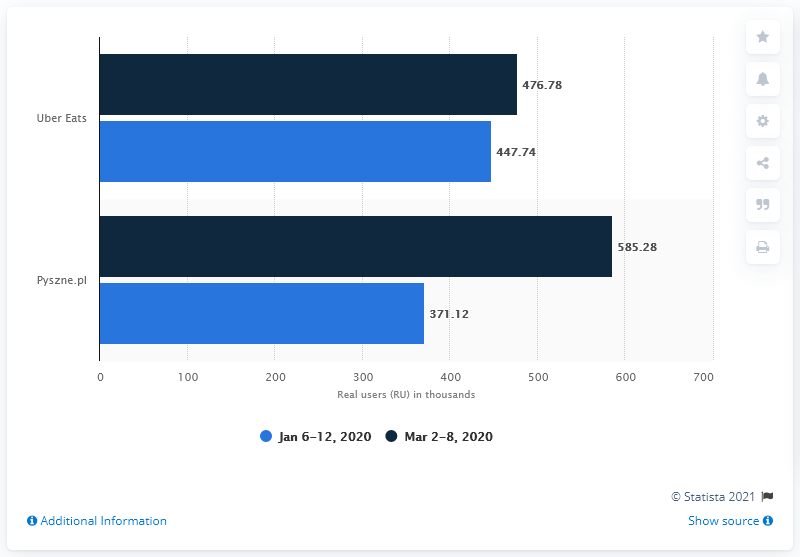 476.78
Uber Eats
447.74
585.28
Pyszne.pl
371.12
0 100 200 300 400 500 600 700
Real users (RU) in thousands
Jan 6-12, 2020 Mar 2-8, 2020
© Statista 2021
Additional Information Show source